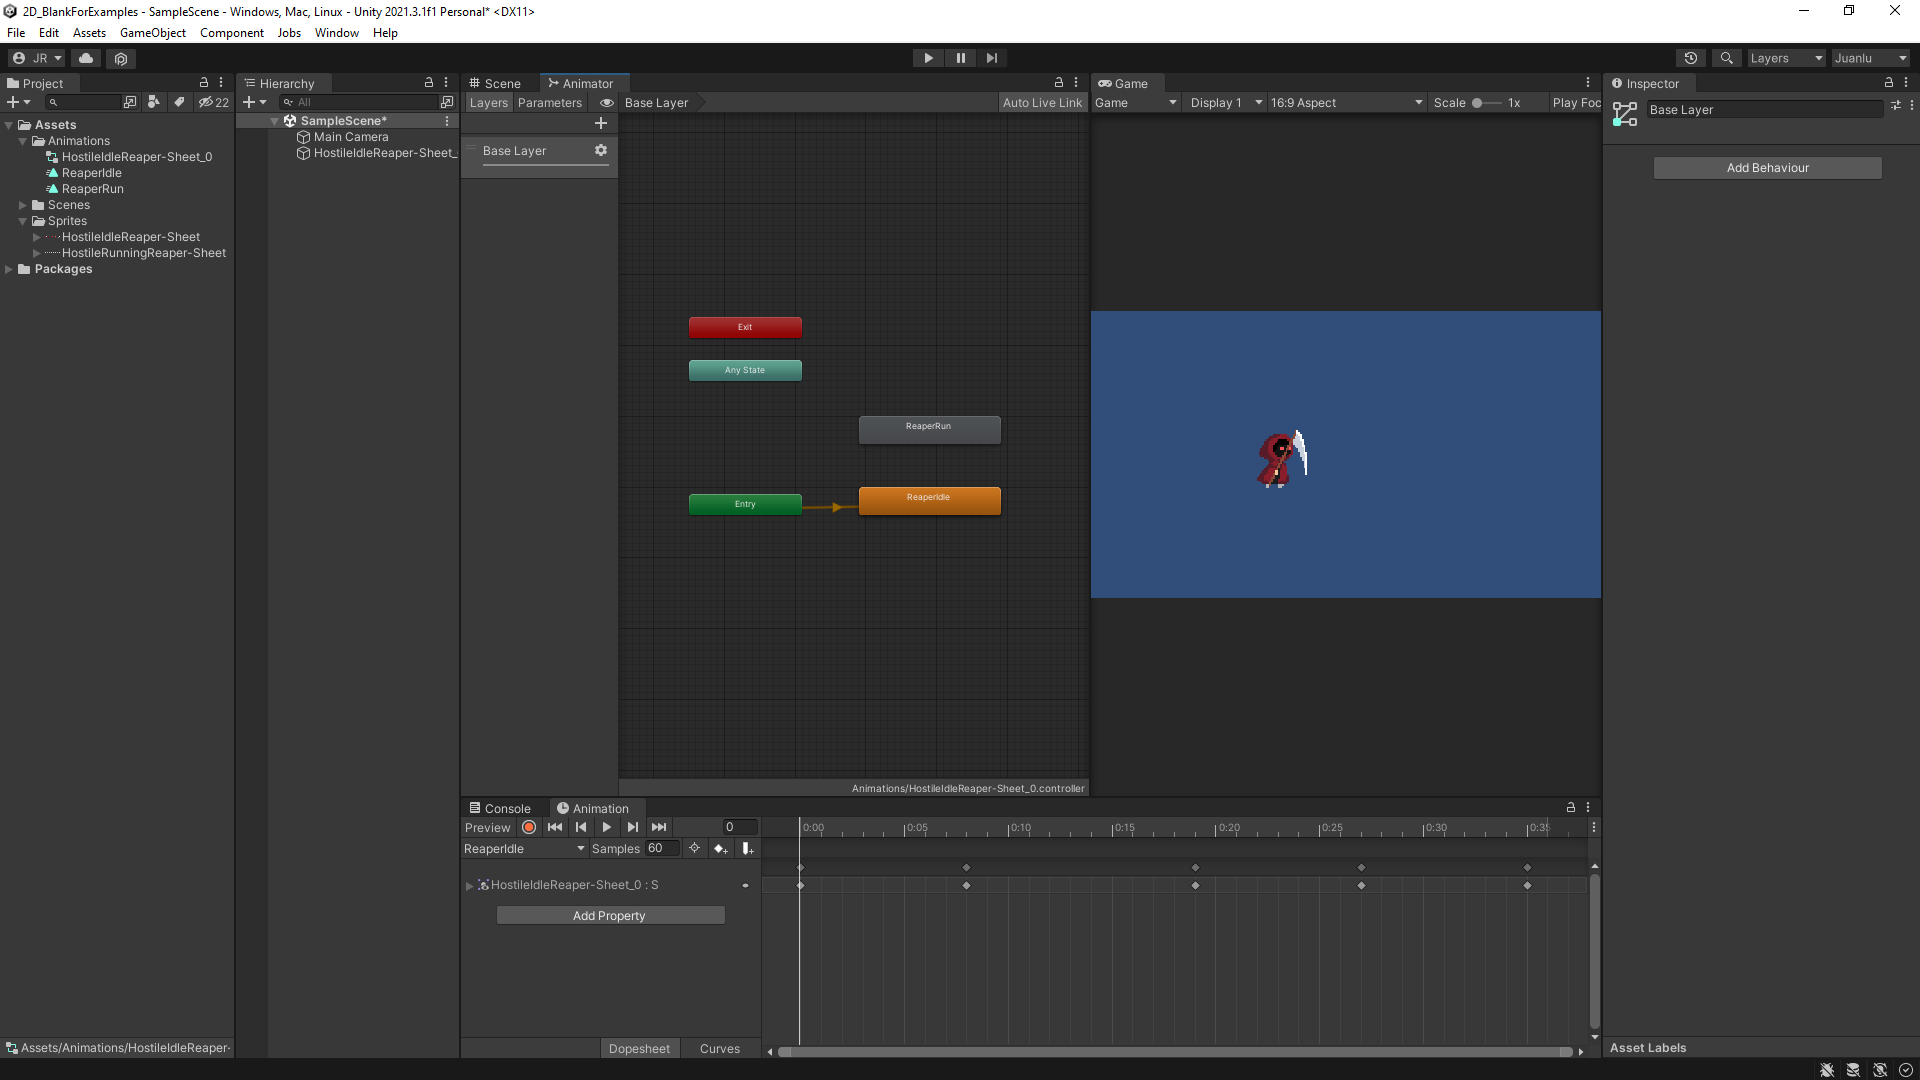 2D_BlankForExamples - SampleScene - Windows, Mac, Linux - Unity 2021.3.1f1 Personal* <DX11>
File Edit Assets GameObject Component Jobs Window Help
JR Layers Juanlu
Project
22
Assets
Animations
HostileIdleReaper-Sheet_0
ReaperIdle
ReaperRun
Scenes
Sprites
HostileIdleReaper-Sheet
HostileRunningReaper-Sheet
Packages
Assets/Animations/HostileIdleReaper-
Hierarchy
All
SampleScene*
Main Camera
HostileIdleReaper-Sheet_
Scene Animator
Layers Parameters Base Layer Auto Live Link
Base Layer
Exit
Any State
ReaperRun
Entry
ReaperIdle
Animations/HostileIdleReaper-Sheet_0.controller
Game
Game Display 1 16:9 Aspect Scale 1x Play Foc
Console Animation
Preview 0
ReaperIdle Samples 60
HostileIdleReaper-Sheet_0 : S
Add Property
Dopesheet Curves
0:00 0:05 0:10 0:15 0:20 0:25 0:30 0:35
Inspector
Base Layer
Add Behaviour
Asset Labels